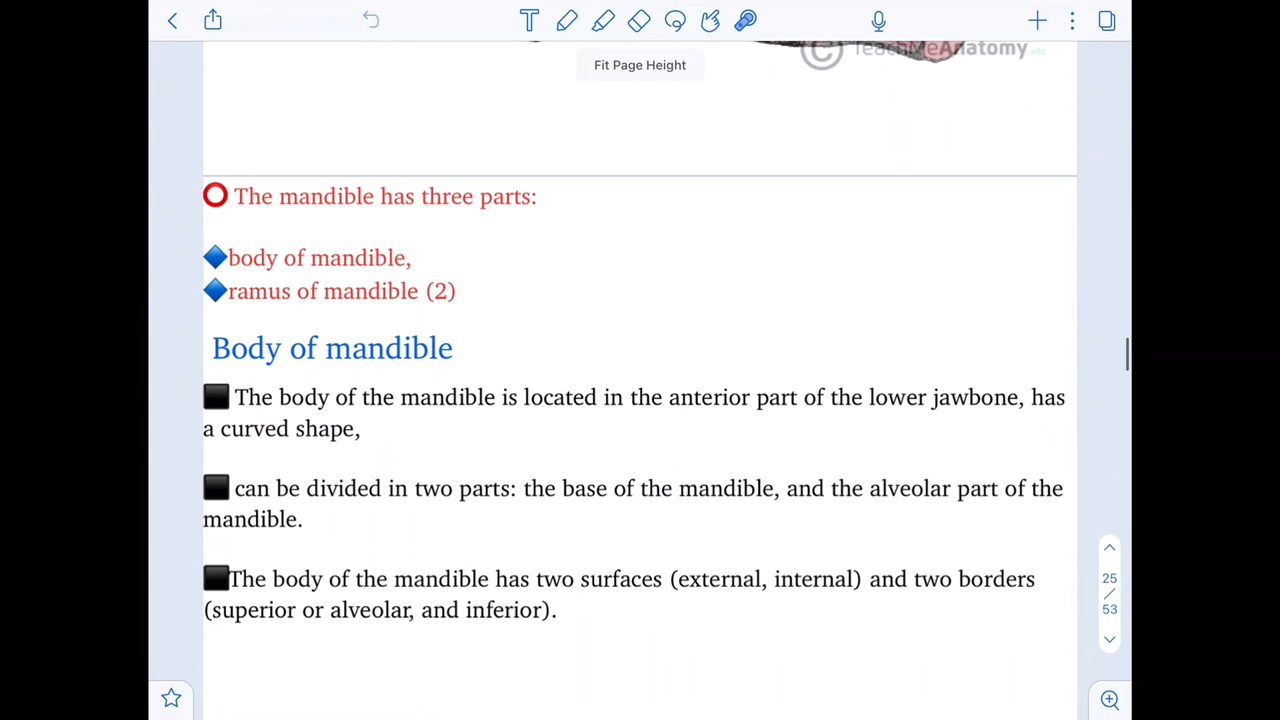 © TeachMeAnatomy
Fit Page Height
The mandible has three parts:
body of mandible,
ramus of mandible (2)
Body of mandible
The body of the mandible is located in the anterior part of the lower jawbone, has
a curved shape,
can be divided in two parts: the base of the mandible, and the alveolar part of the
mandible.
The body of the mandible has two surfaces (external, internal) and two borders
(superior or alveolar, and inferior).
25
/
53